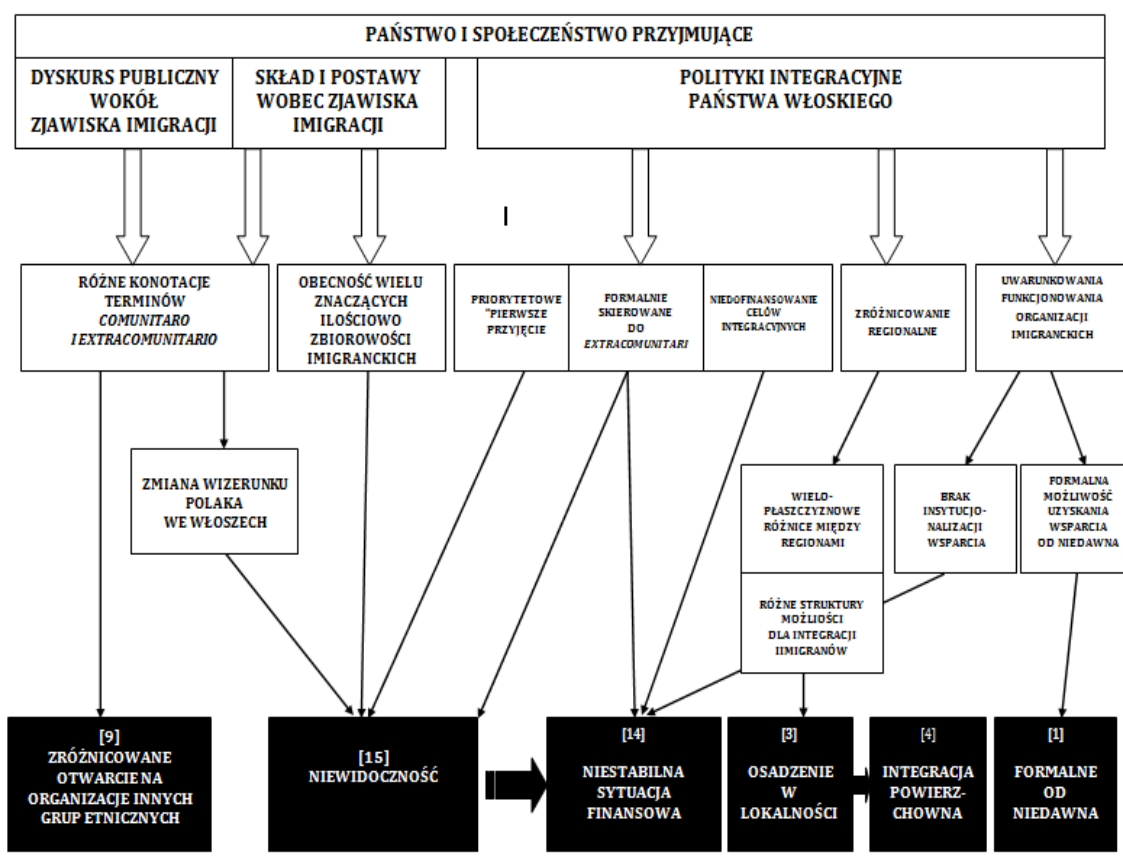 PAŃSTWO I SPOŁECZEŃSTWO PRZYJMUJĄCE
DYSKURS PUBLICZNY
WOKÓŁ
ZJAWISKA IMIGRACJI
SKŁAD I POSTAWY
WOBEC ZJAWISKA
IMIGRACJI
POLITYKI INTEGRACYJNE
PAŃSTWA WŁOSKIEGO
RÓŻNE KONOTACJE
TERMINÓW
COMUNITARO
I EXTRACOMUNITARIO
OBECNOŚĆ WIELU
ZNACZĄCYCH
ILOŚCIOWO
ZBIOROWOŚCI
IMIGRANCKICH
PRIORYTETOWE
"PIERWSZE
PRZYJĘCIE
FORMALNIE
SKIEROWANE
DO
EXTRACOMUNITARI
NIEDOFINANSOWANIE
CELÓW
INTEGRACYJNYCH
ZRÓŻNICOWANIE
REGIONALNE
UWARUNKOWANIA
FUNKCJONOWANIA
ORGANIZACJI
IMIGRANCKICH
ZMIANA WIZERUNKU
POLAKA
WE WŁOSZECH
WIELO-
PŁASZCZYZNOWE
RÓŻNICE MIĘDZY
REGIONAMI
BRAK
INSTYTUCJO-
NALIZACJI
WSPARCIA
FORMALNA
MOŻLIWOŚĆ
UZYSKANIA
WSPARCIA
OD NIEDAWNA
RÓŻNE STRUKTURY
MOŻLIOŚCI
DLA INTEGRACJI
IIMIGRANÓW
[9]
ZRÓŻNICOWANE
OTWARCIE NA
ORGANIZACJE INNYCH
GRUP ETNICZNYCH
[15]
NIEWIDOCZNOŚĆ
[14]
NIESTABILNA
SYTUACJA
FINANSOWA
[3]
OSADZENIE
W
LOKALNOŚCI
[4]
INTEGRACJA
POWIERZ-
CHOWNA
[1]
FORMALNE
OD
NIEDAWNA